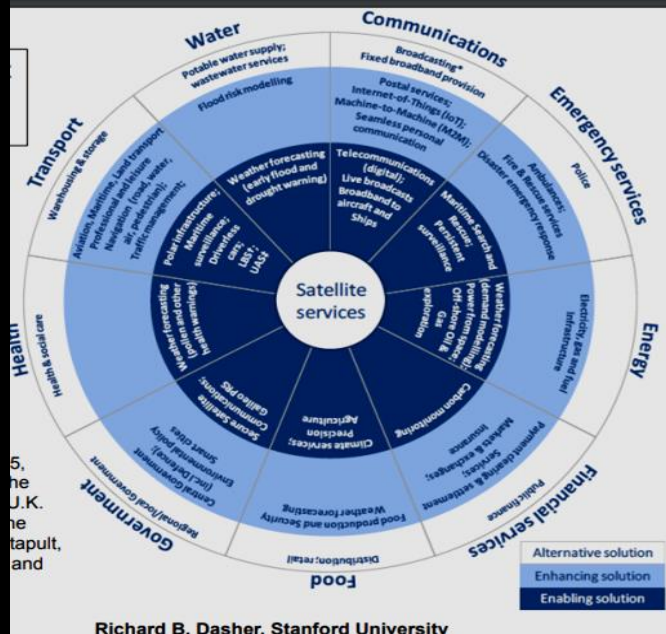 Water
Potable water supply;
wastewater services
Flood risk modelling
Weather forecasting
(early flood and
drought warning)
Communications
Broadcasting*
Fixed broadband provision
Postal services;
Internet-of-Things (IoT);
Machine-to-Machine (M2M);
Seamless personal
communication
Telecommunications
(digital);
Live broadcasts
Broadband to
aircraft and
Ships
Emergency services
Police
Ambulances;
Fire & Rescue services
Disaster emergency response
Maritime Search and
Rescue;
Persistent
surveillance
Energy
Electricity, gas and fuel
infrastructure
Weather forecasting
(demand modelling);
Power from space;
Off-shore Oil &
Gas
exploration
Financial services
Public finance
Payment clearing & settlement
Services;
Markets & exchanges;
Insurance
Carbon monitoring
Food
Distribution; retail
Food production and Security
Weather forecasting
Climate services;
Precision
Agriculture
Government
Regional/local Government
Central Government
(incl Defence);
Environmental policy
Smart cities
Secure Satellite
Communications;
Galileo PRS
Health
Health & social care
Weather forecasting
(pollen and other
health warnings)
Transport
Warehousing & storage
Aviation, Maritime, Land transport
Professional and leisure
Navigation (road, water,
air, pedestrian);
Traffic management;
Polar infrastructure;
Maritime
surveillance;
Driverless
cars;
LBS†;
UAS‡
Satellite
services
5,
he
U.K.
ne
tapult,
and
Alternative solution
Enhancing solution
Enabling solution
Richard B. Dasher, Stanford University